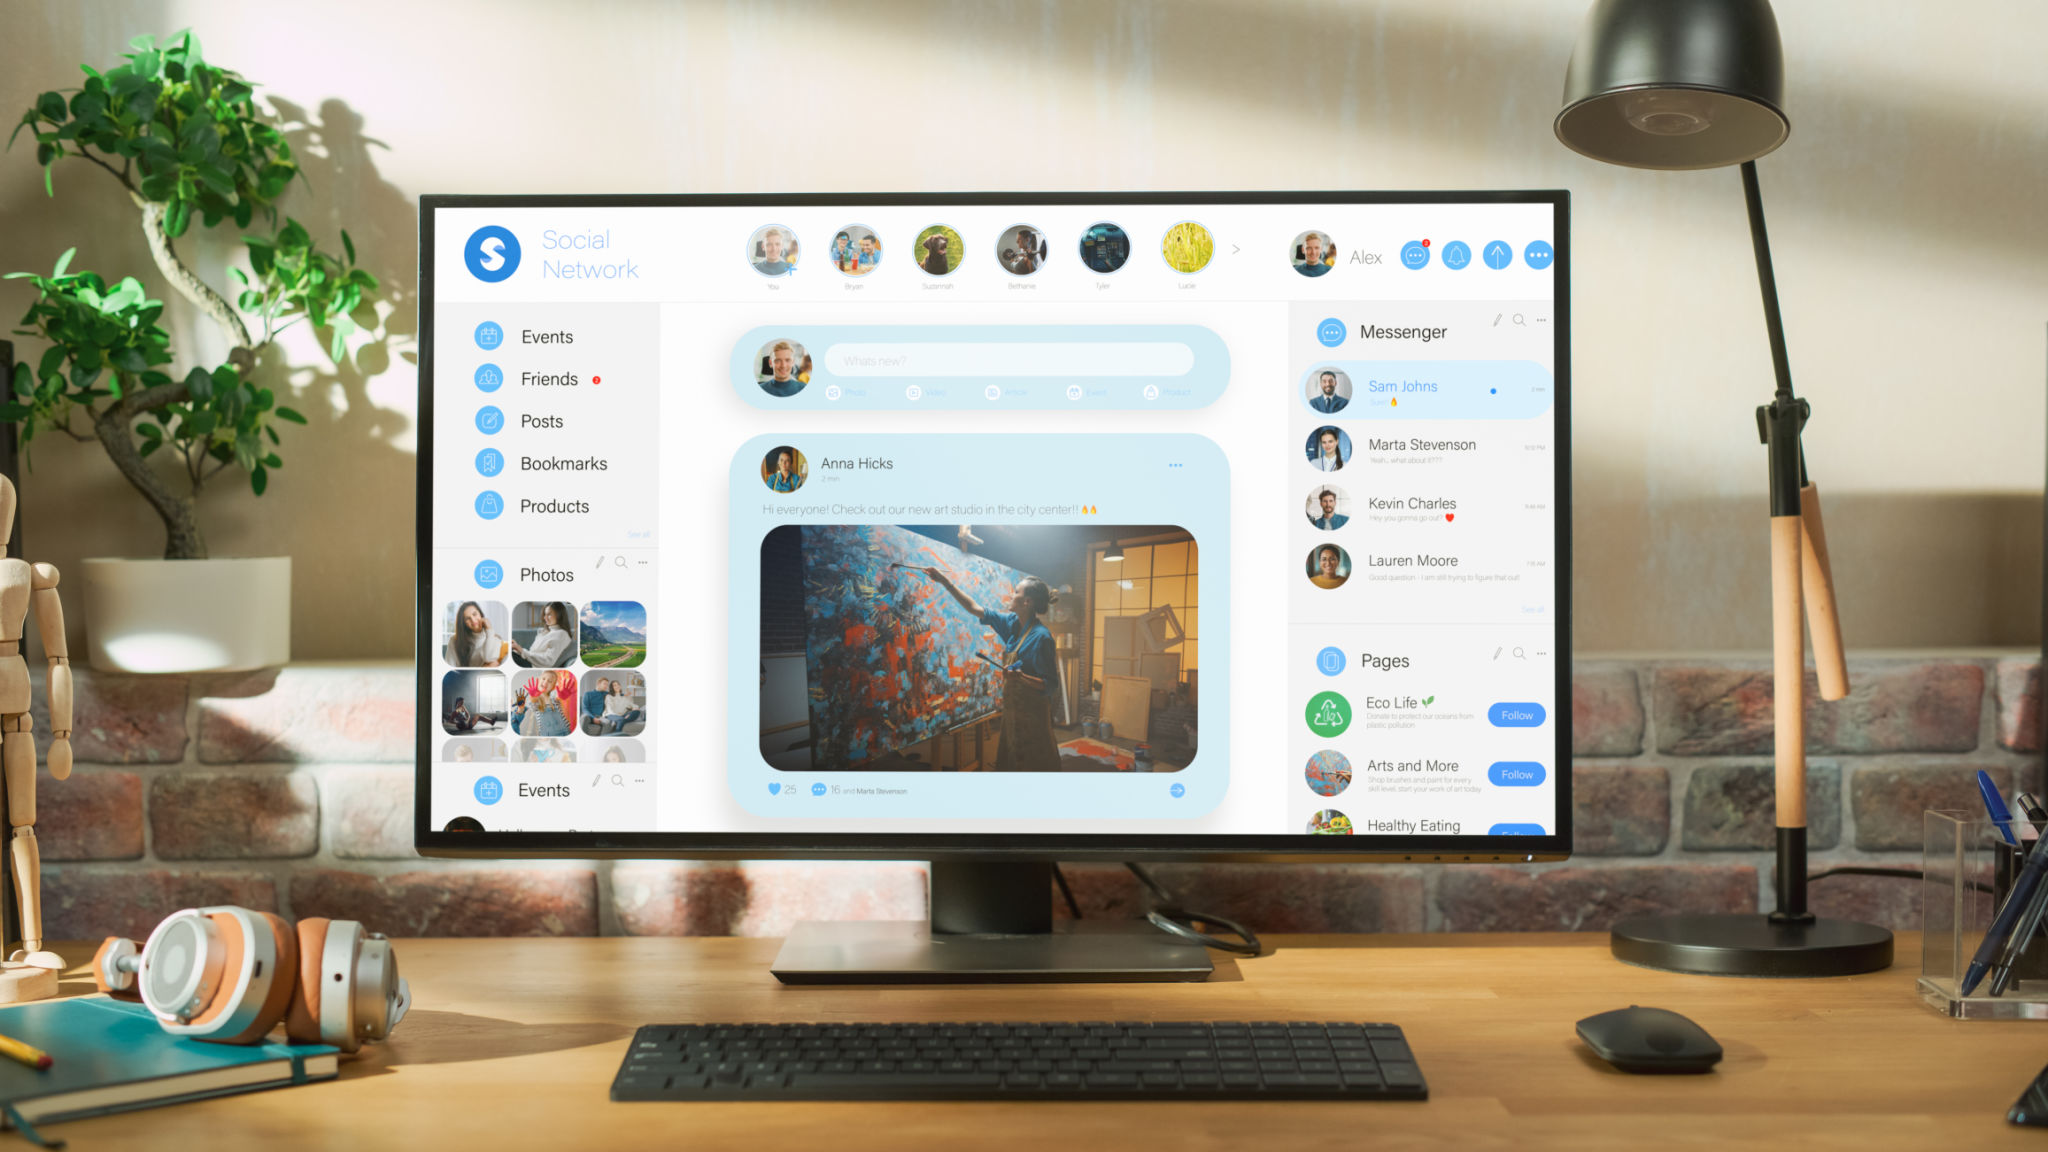 Social
Network
You
Bryan
Suzannah
Bethanie
Tyler
Lucie
>
Alex
Events
Friends
Posts
Bookmarks
Products
See all
Photos
Events
Whats new?
Photo
Video
Article
Event
Product
Anna Hicks
2 min
Hi everyone! Check out our new art studio in the city center!! 🔥🔥
25
16 and Marta Stevenson
Messenger
Sam Johns
2 min
Sure!! 🔥
Marta Stevenson
Yeah.. what about it???
Kevin Charles
Hey you gonna go out? ❤️
Lauren Moore
Good question - I am still trying to figure that out!
See all
Pages
Eco Life 🌿
Donate to protect our oceans from
plastic pollution
Follow
Arts and More
Shop brushes and paint for every
skill level, start your work of art today
Follow
Healthy Eating
Follow